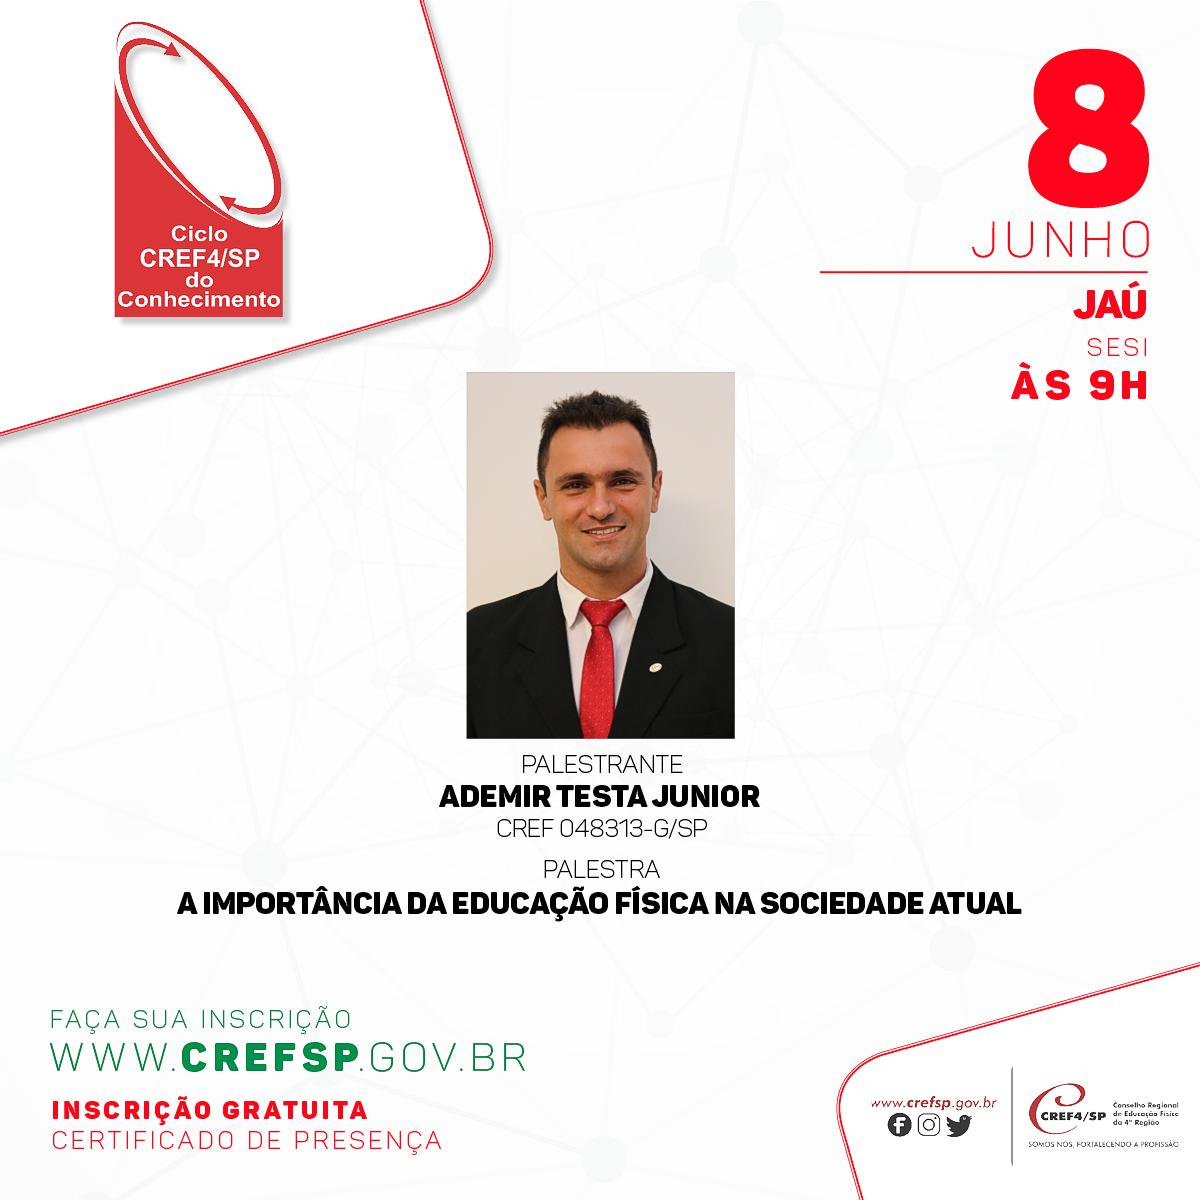 Ciclo
CREF4/SP
do
Conhecimento
8
JUNHO
JAÚ
SESI
ÀS 9H
PALESTRANTE
ADEMIR TESTA JUNIOR
CREF 048313-G/SP
PALESTRA
A IMPORTÂNCIA DA EDUCAÇÃO FÍSICA NA SOCIEDADE ATUAL
FAÇA SUA INSCRIÇÃO
WWW.CREFSP.GOV.BR
INSCRIÇÃO GRATUITA
CERTIFICADO DE PRESENÇA
www.crefsp.gov.br
CREF4/SP
Conselho Regional
de Educação Física
da 4ª Região
SOMOS NÓS, FORTALECENDO A PROFISSÃO